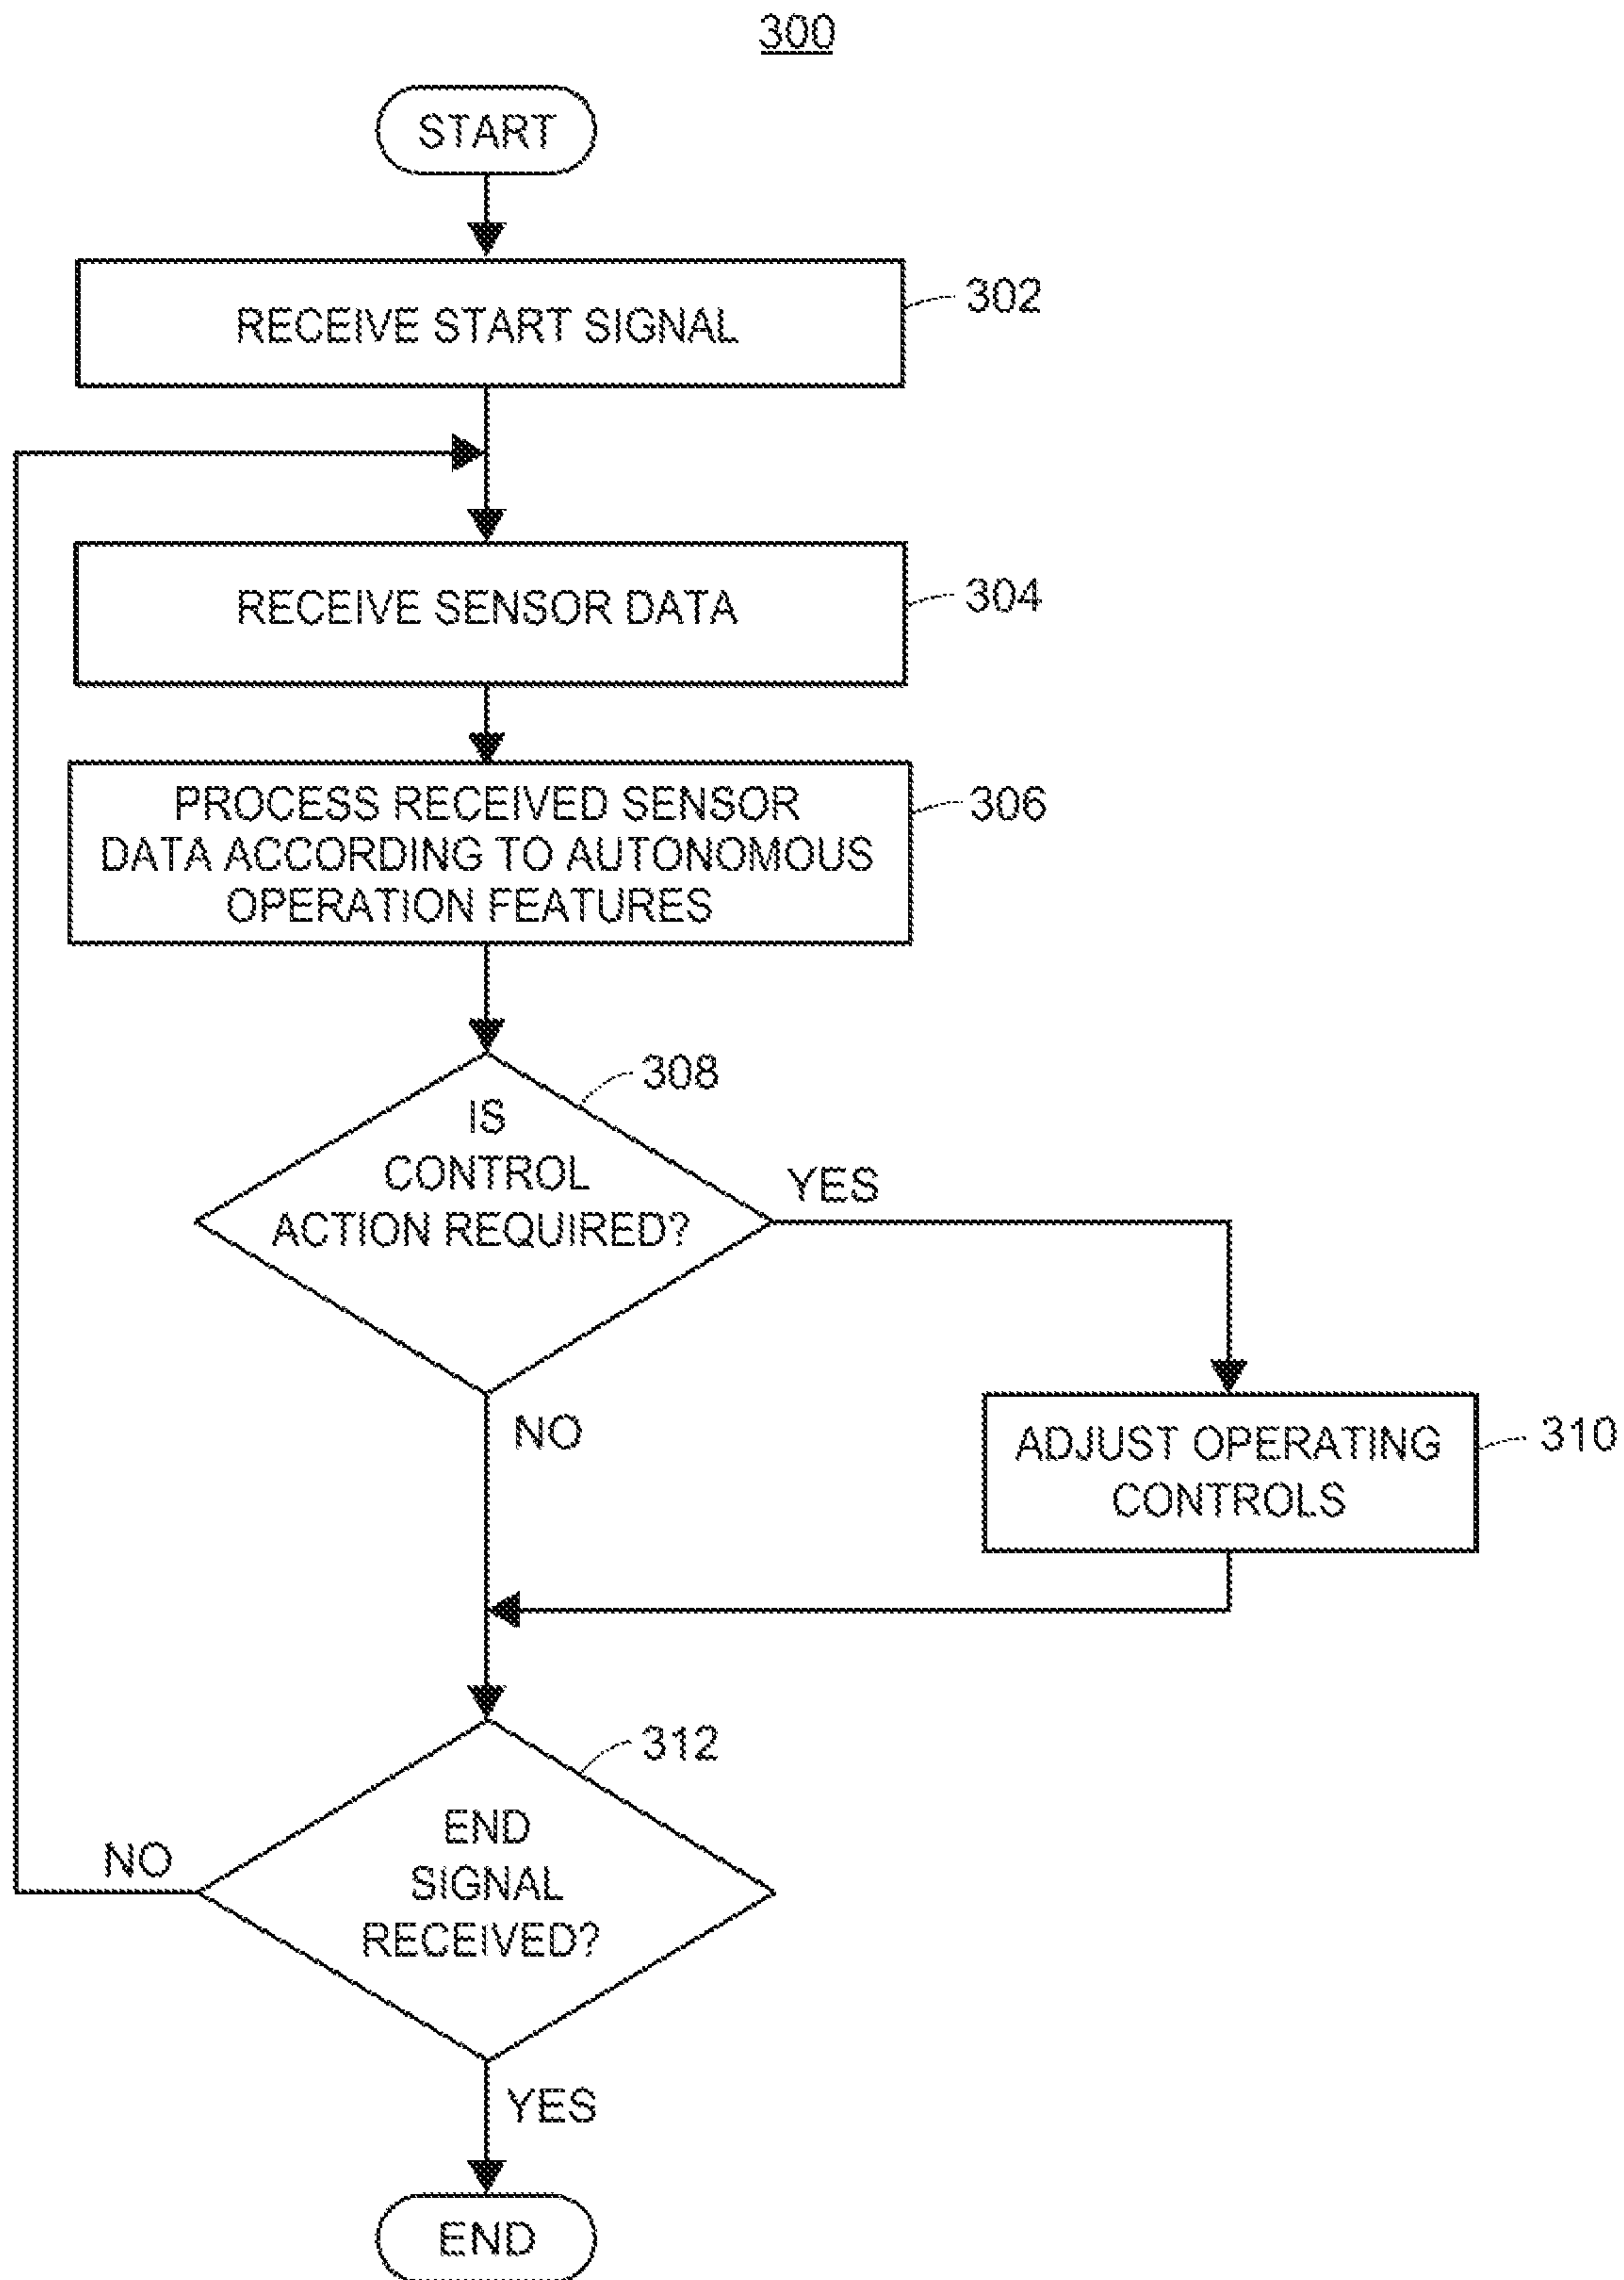 300
START
RECEIVE START SIGNAL
302
RECEIVE SENSOR DATA
304
PROCESS RECEIVED SENSOR
DATA ACCORDING TO AUTONOMOUS
OPERATION FEATURES
306
308
IS
CONTROL
ACTION REQUIRED?
YES
NO
ADJUST OPERATING
CONTROLS
310
312
END
SIGNAL
RECEIVED?
NO
YES
END